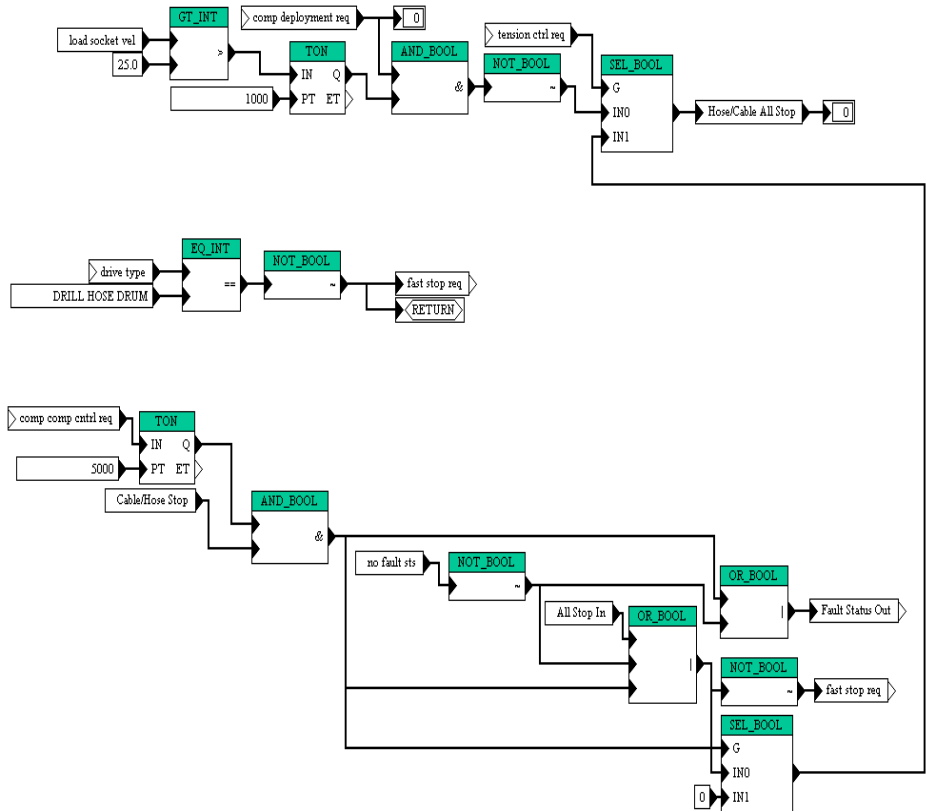 GT_INT
comp deployment req
0
load socket vel
>
25.0
TON
IN Q
PT ET
1000
AND_BOOL
&
tension ctrl req
NOT_BOOL
~
SEL_BOOL
G
IN0
IN1
Hose/Cable All Stop
0
EQ_INT
drive type
==
DRILL HOSE DRUM
NOT_BOOL
~
fast stop req
RETURN
comp comp cntrl req
TON
IN Q
PT ET
5000
Cable/Hose Stop
AND_BOOL
&
no fault sts
NOT_BOOL
~
All Stop In
OR_BOOL
|
OR_BOOL
|
Fault Status Out
NOT_BOOL
~
fast stop req
SEL_BOOL
G
IN0
0
IN1